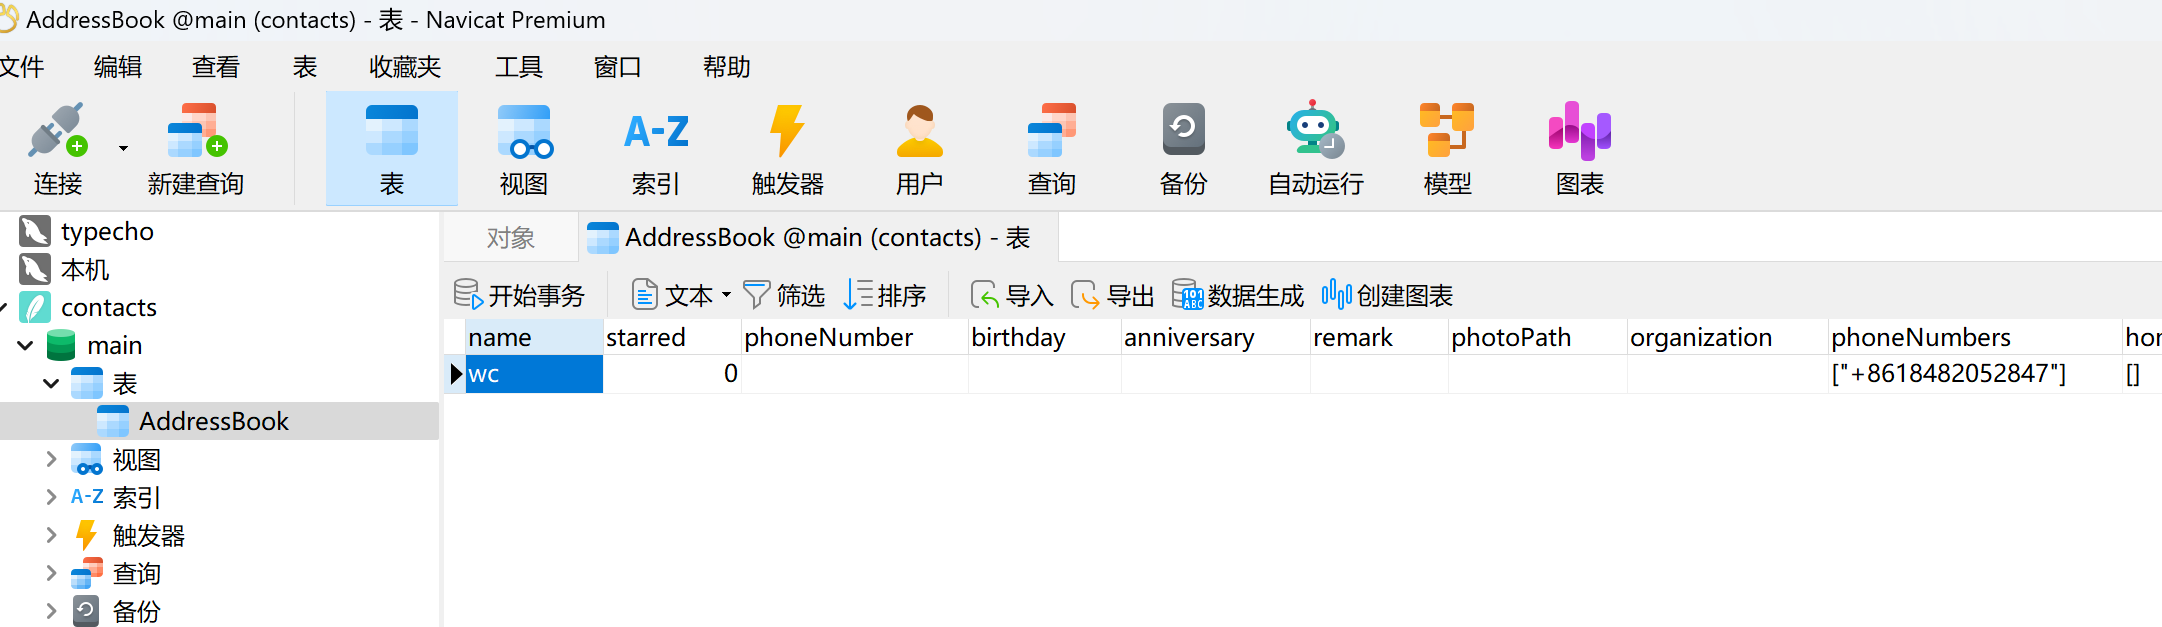 AddressBook @main (contacts) - 表 - Navicat Premium
文件 编辑 查看 表 收藏夹 工具 窗口 帮助
连接 新建查询 表 视图 A-Z 索引 触发器 用户 查询 备份 自动运行 模型 图表
typecho
本机
contacts
main
表
AddressBook
视图
A-Z 索引
触发器
查询
备份
对象 AddressBook @main (contacts) - 表
开始事务 文本 筛选 排序 导入 导出 数据生成 创建图表
name starred phoneNumber birthday anniversary remark photoPath organization phoneNumbers
wc 0 ["+8618482052847"] []